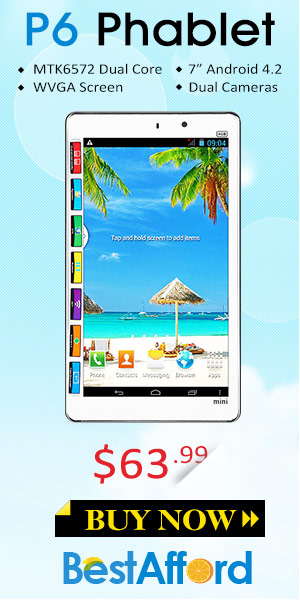 P6 Phablet
◆ MTK6572 Dual Core ◆ 7" Android 4.2
◆ WVGA Screen ◆ Dual Cameras
09:04
Tap and hold screen to add items
Phone Contacts Messaging Browser Apps
mini
$63.99
BUY NOW
BestAfford